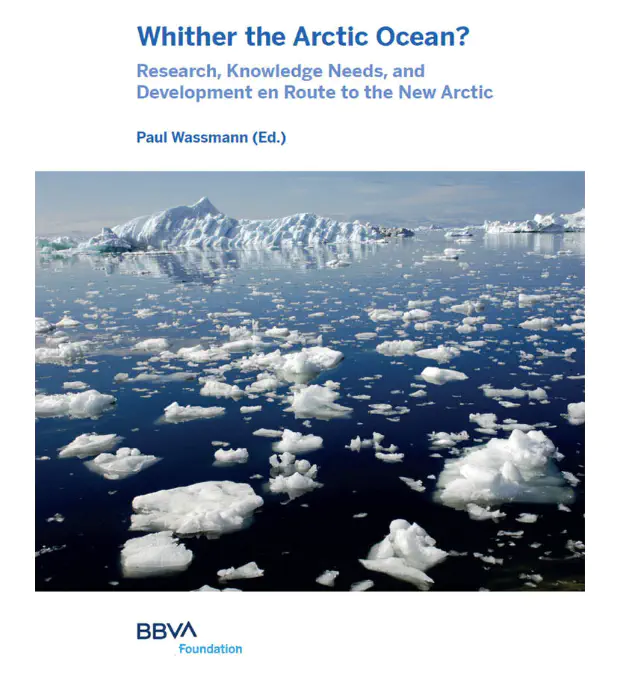 Whither the Arctic Ocean?
Research, Knowledge Needs, and
Development en Route to the New Arctic
Paul Wassmann (Ed.)
BBVA
Foundation